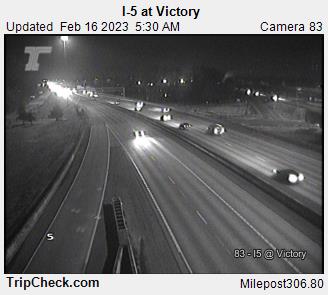 I-5 at Victory
Updated Feb 16 2023 5:30 AM Camera 83
T
S
83 - I5 @ Victory
TripCheck.com Milepost306.80